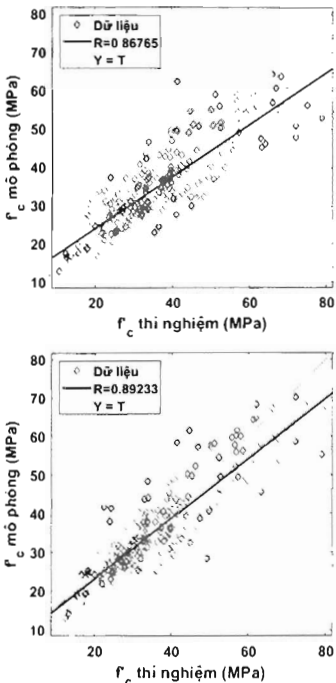 80
70
60
50
40
30
20
10
f'c mô phỏng (MPa)
Dữ liệu
R=0 86765
Y = T
20
40
60
80
f'c thí nghiệm (MPa)
80
70
60
50
40
30
20
10
f'c mô phỏng (MPa)
Dữ liệu
R=0.89233
Y = T
20
40
60
80
f'c thí nghiệm (MPa)